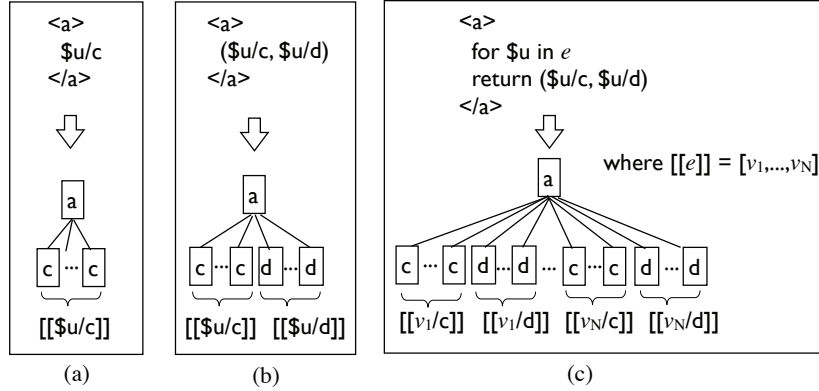 <a>
$u/c
</a>
a
c ... c
[[$u/c]]
(a)
<a>
($u/c, $u/d)
</a>
a
c ... c d ... d
[[$u/c]] [[$u/d]]
(b)
<a>
for $u in e
return ($u/c, $u/d)
</a>
where [[e]] = [v₁,...,vN]
a
c ... c d ... d ... c ... c d ... d
[[v₁/c]] [[v₁/d]] [[vN/c]] [[vN/d]]
(c)